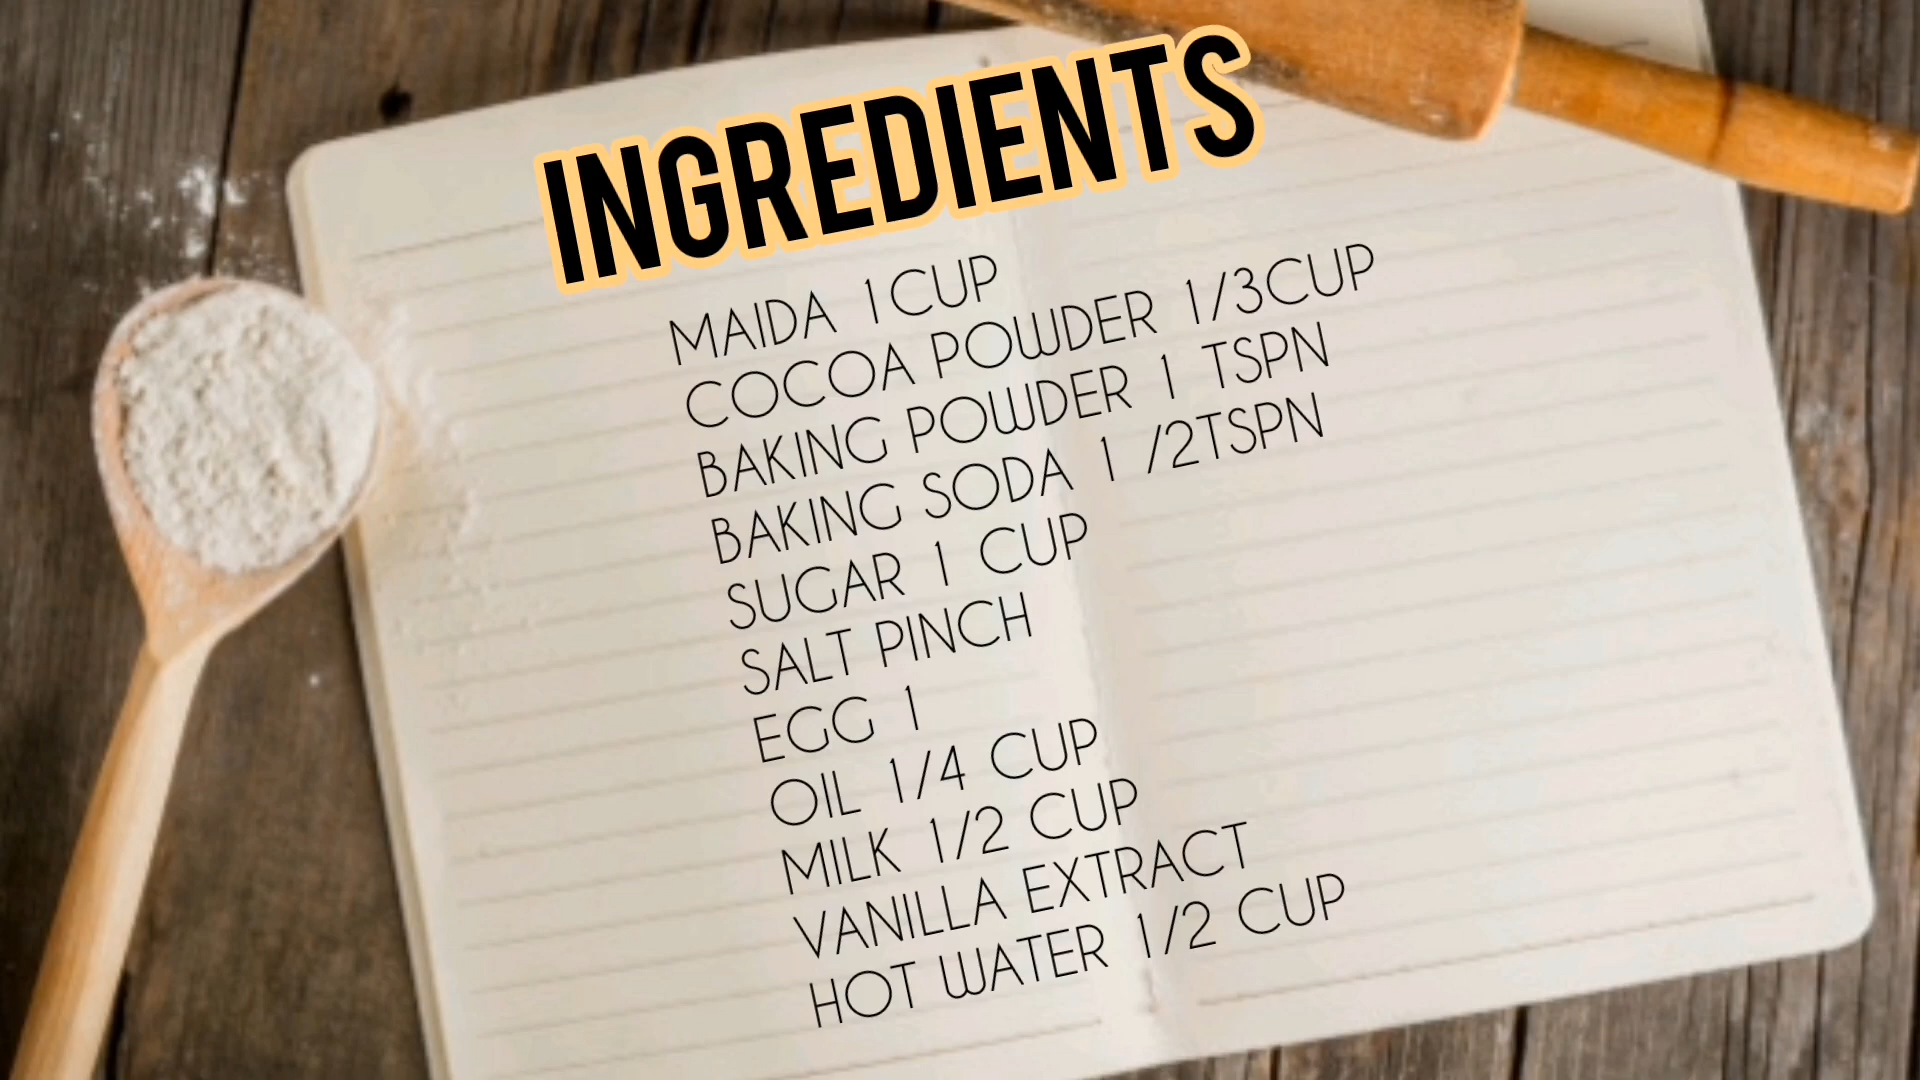 INGREDIENTS
MAIDA 1CUP
COCOA POWDER 1/3CUP
BAKING POWDER 1 TSPN
BAKING SODA 1 /2TSPN
SUGAR 1 CUP
SALT PINCH
EGG 1
OIL 1/4 CUP
MILK 1/2 CUP
VANILLA EXTRACT
HOT WATER 1/2 CUP